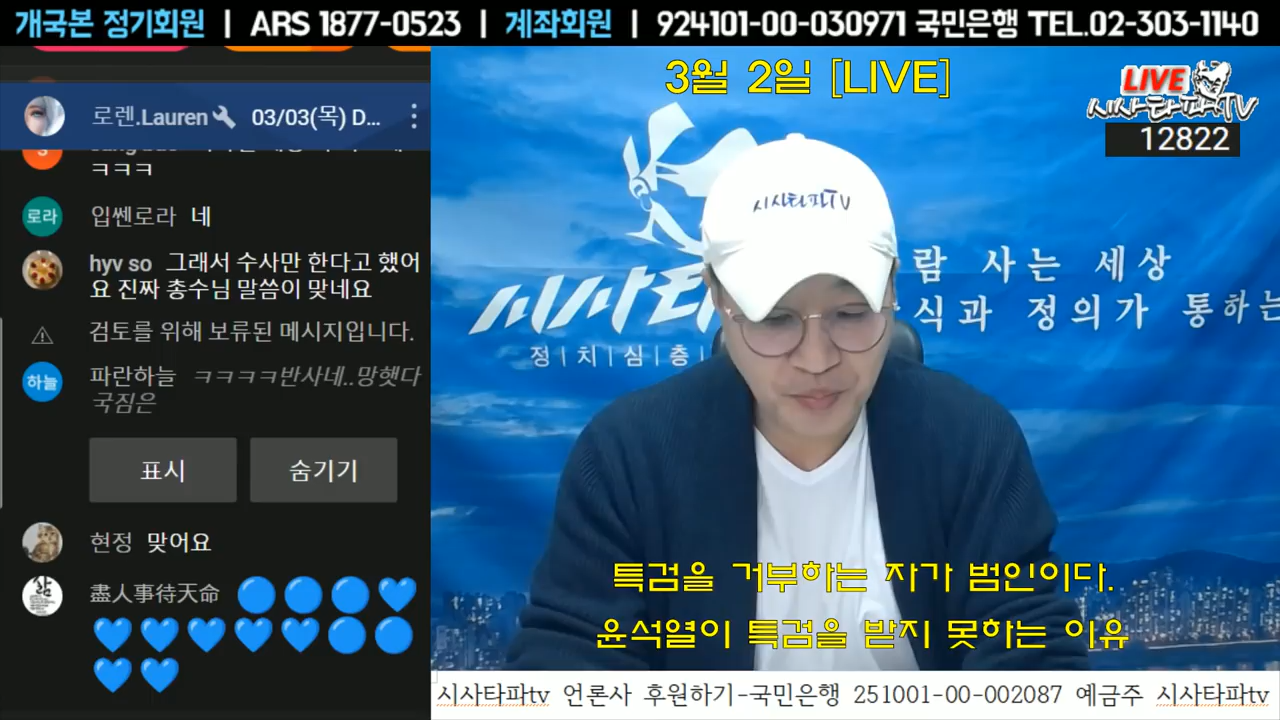 개국본 정기회원 | ARS 1877-0523 | 계좌회원 | 924101-00-030971 국민은행 TEL.02-303-1140
로렌.Lauren 03/03(목) D...
ㅋㅋㅋ
로라 입쎈로라 네
hyv so 그래서 수사만 한다고 했어
요 진짜 총수님 말씀이 맞네요
검토를 위해 보류된 메시지입니다.
하늘 파란하늘 ㅋㅋㅋㅋ반사네..망햇다
국짐은
표시 숨기기
현정 맞어요
삶
盡人事待天命
3월 2일 [LIVE]
LIVE
시사타파TV
12822
시사타파TV
람 사는 세상
식과 정의가 통하는
시사타
정|치|심|층|
특검을 거부하는 자가 범인이다.
윤석열이 특검을 받지 못하는 이유
시사타파tv 언론사 후원하기-국민은행 251001-00-002087 예금주 시사타파tv